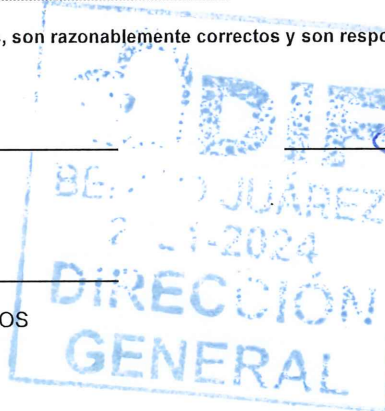 , son razonablemente correctos y son respo
DIF
JUÁREZ
-2024
DIRECCIÓN
OS
GENERAL